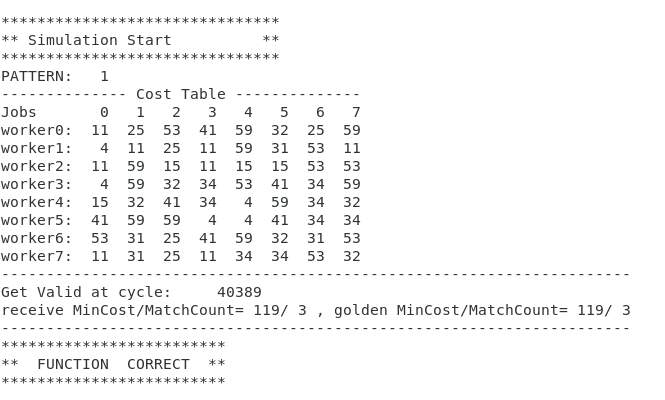 *******************************
** Simulation Start          **
*******************************
PATTERN:   1
-------------- Cost Table --------------
Jobs       0   1   2   3   4   5   6   7
worker0:  11  25  53  41  59  32  25  59
worker1:   4  11  25  11  59  31  53  11
worker2:  11  59  15  11  15  15  53  53
worker3:   4  59  32  34  53  41  34  59
worker4:  15  32  41  34   4  59  34  32
worker5:  41  59  59   4   4  41  34  34
worker6:  53  31  25  41  59  32  31  53
worker7:  11  31  25  11  34  34  53  32
----------------------------------------------------------------------
Get Valid at cycle:     40389
receive MinCost/MatchCount= 119/ 3 , golden MinCost/MatchCount= 119/ 3
----------------------------------------------------------------------
*************************
**  FUNCTION  CORRECT  **
*************************